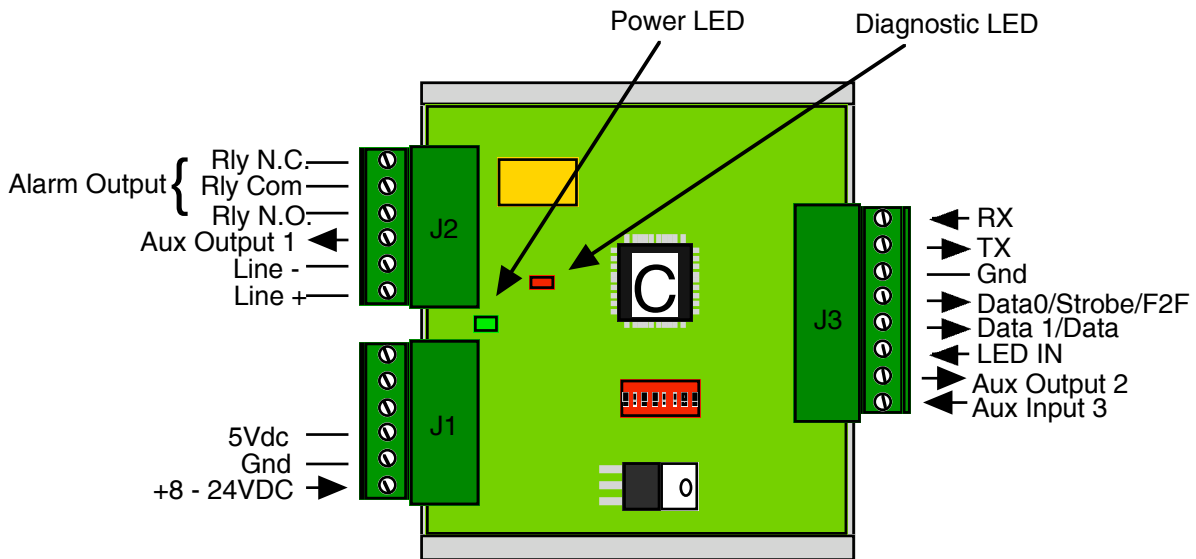 Power LED
Diagnostic LED
Alarm Output {
Rly N.C.
Rly Com
Rly N.O.
Aux Output 1
Line -
Line +
J2
5Vdc
Gnd
+8 - 24VDC
J1
C
J3
RX
TX
Gnd
Data0/Strobe/F2F
Data 1/Data
LED IN
Aux Output 2
Aux Input 3